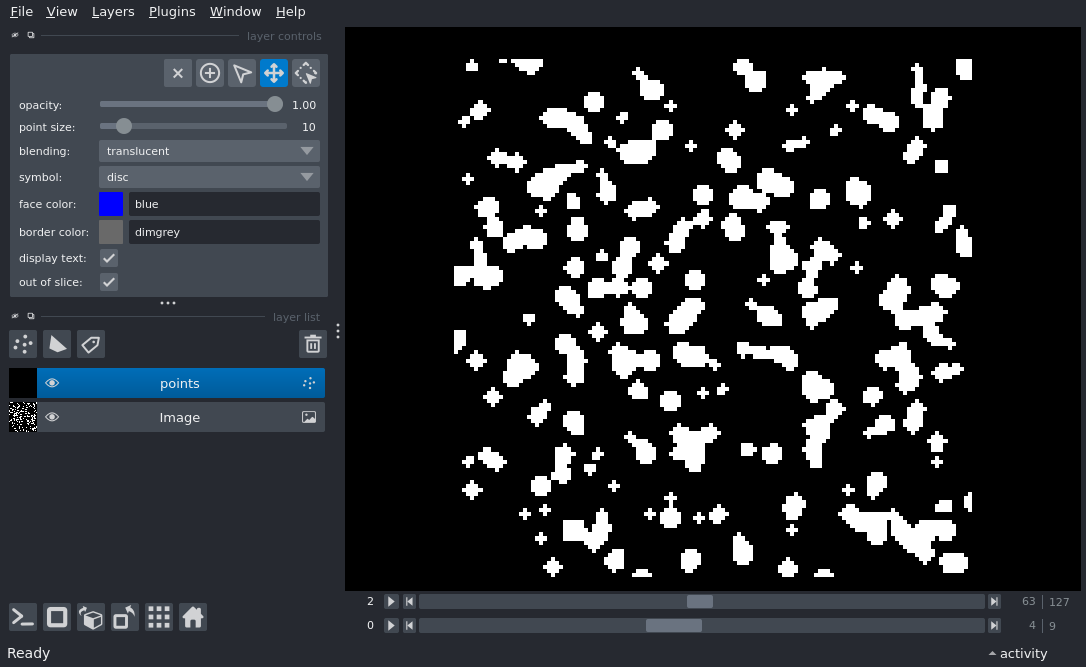 File View Layers Plugins Window Help
layer controls
opacity: 1.00
point size: 10
blending: translucent
symbol: disc
face color: blue
border color: dimgrey
display text:
out of slice:
layer list
points
Image
2 63 127
0 4 9
Ready activity